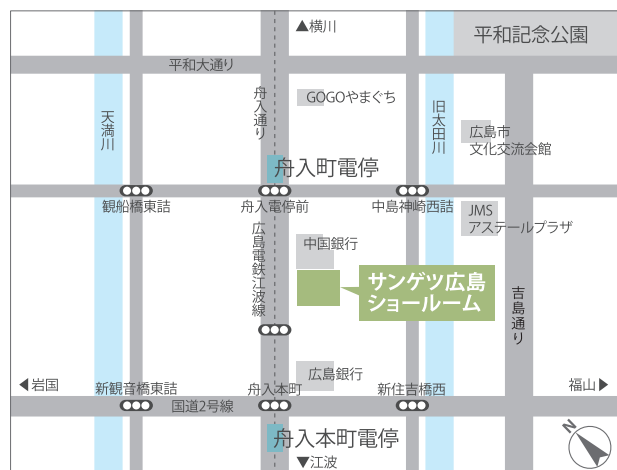 ▲横川
平和記念公園
平和大通り
舟入通り
GOGOやまぐち
天満川
旧太田川
広島市
文化交流会館
舟入町電停
観船橋東詰
舟入電停前
中島神崎西詰
JMS
アステールプラザ
広島電鉄江波線
中国銀行
サンゲツ広島
ショールーム
吉島通り
広島銀行
◀岩国
新観音橋東詰
舟入本町
新住吉橋西
福山▶
国道2号線
舟入本町電停
▼江波
N